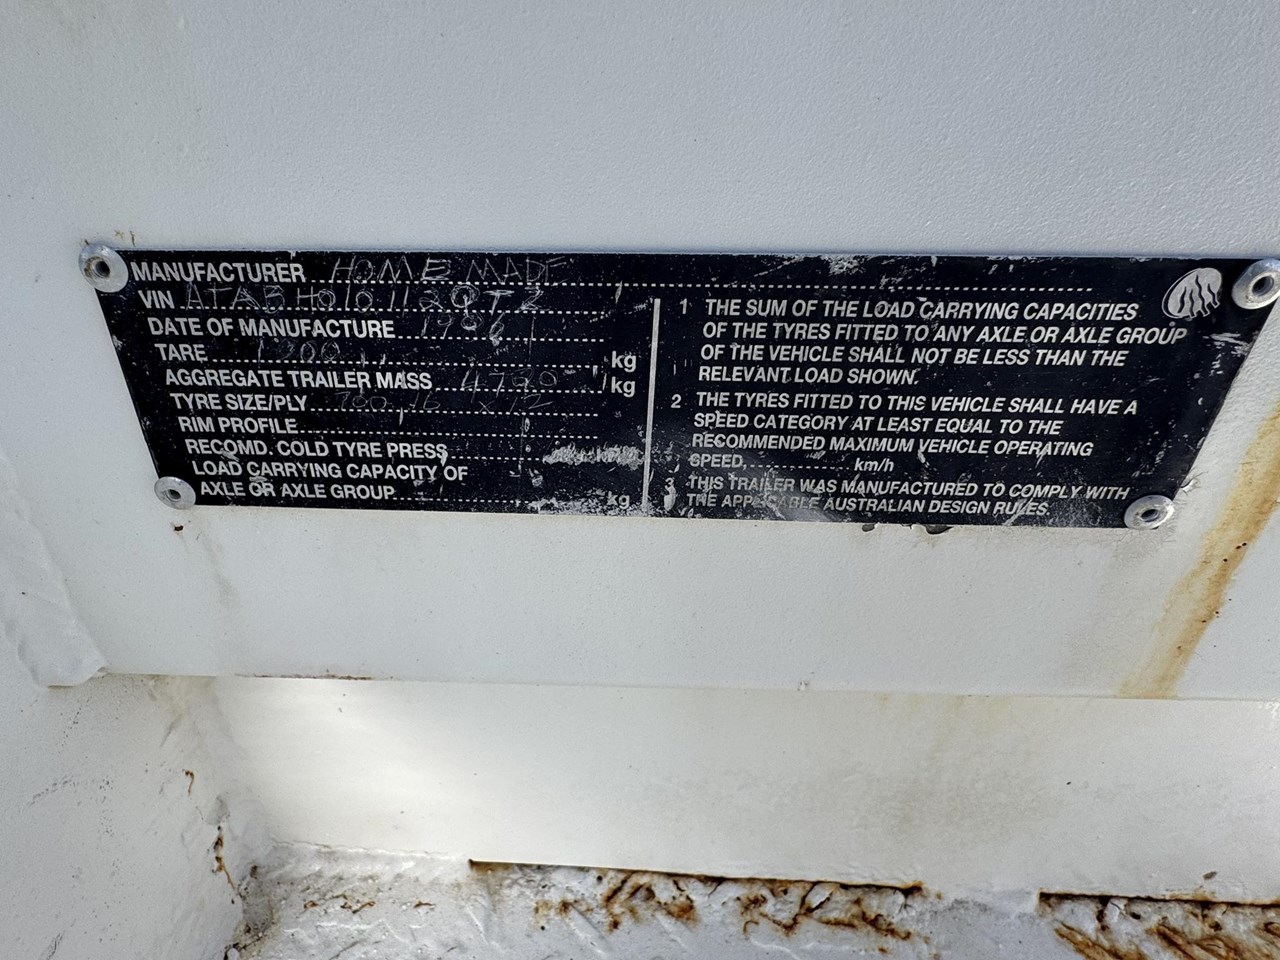 MANUFACTURER HOME MADE
VIN
DATE OF MANUFACTURE
TARE kg
AGGREGATE TRAILER MASS kg
TYRE SIZE/PLY
RIM PROFILE
RECOMD. COLD TYRE PRESS kPa
LOAD CARRYING CAPACITY OF
AXLE OR AXLE GROUP kg
1 THE SUM OF THE LOAD CARRYING CAPACITIES
OF THE TYRES FITTED TO ANY AXLE OR AXLE GROUP
OF THE VEHICLE SHALL NOT BE LESS THAN THE
RELEVANT LOAD SHOWN.
2 THE TYRES FITTED TO THIS VEHICLE SHALL HAVE A
SPEED CATEGORY AT LEAST EQUAL TO THE
RECOMMENDED MAXIMUM VEHICLE OPERATING
SPEED, km/h
3 THIS TRAILER WAS MANUFACTURED TO COMPLY WITH
THE APPLICABLE AUSTRALIAN DESIGN RULES.